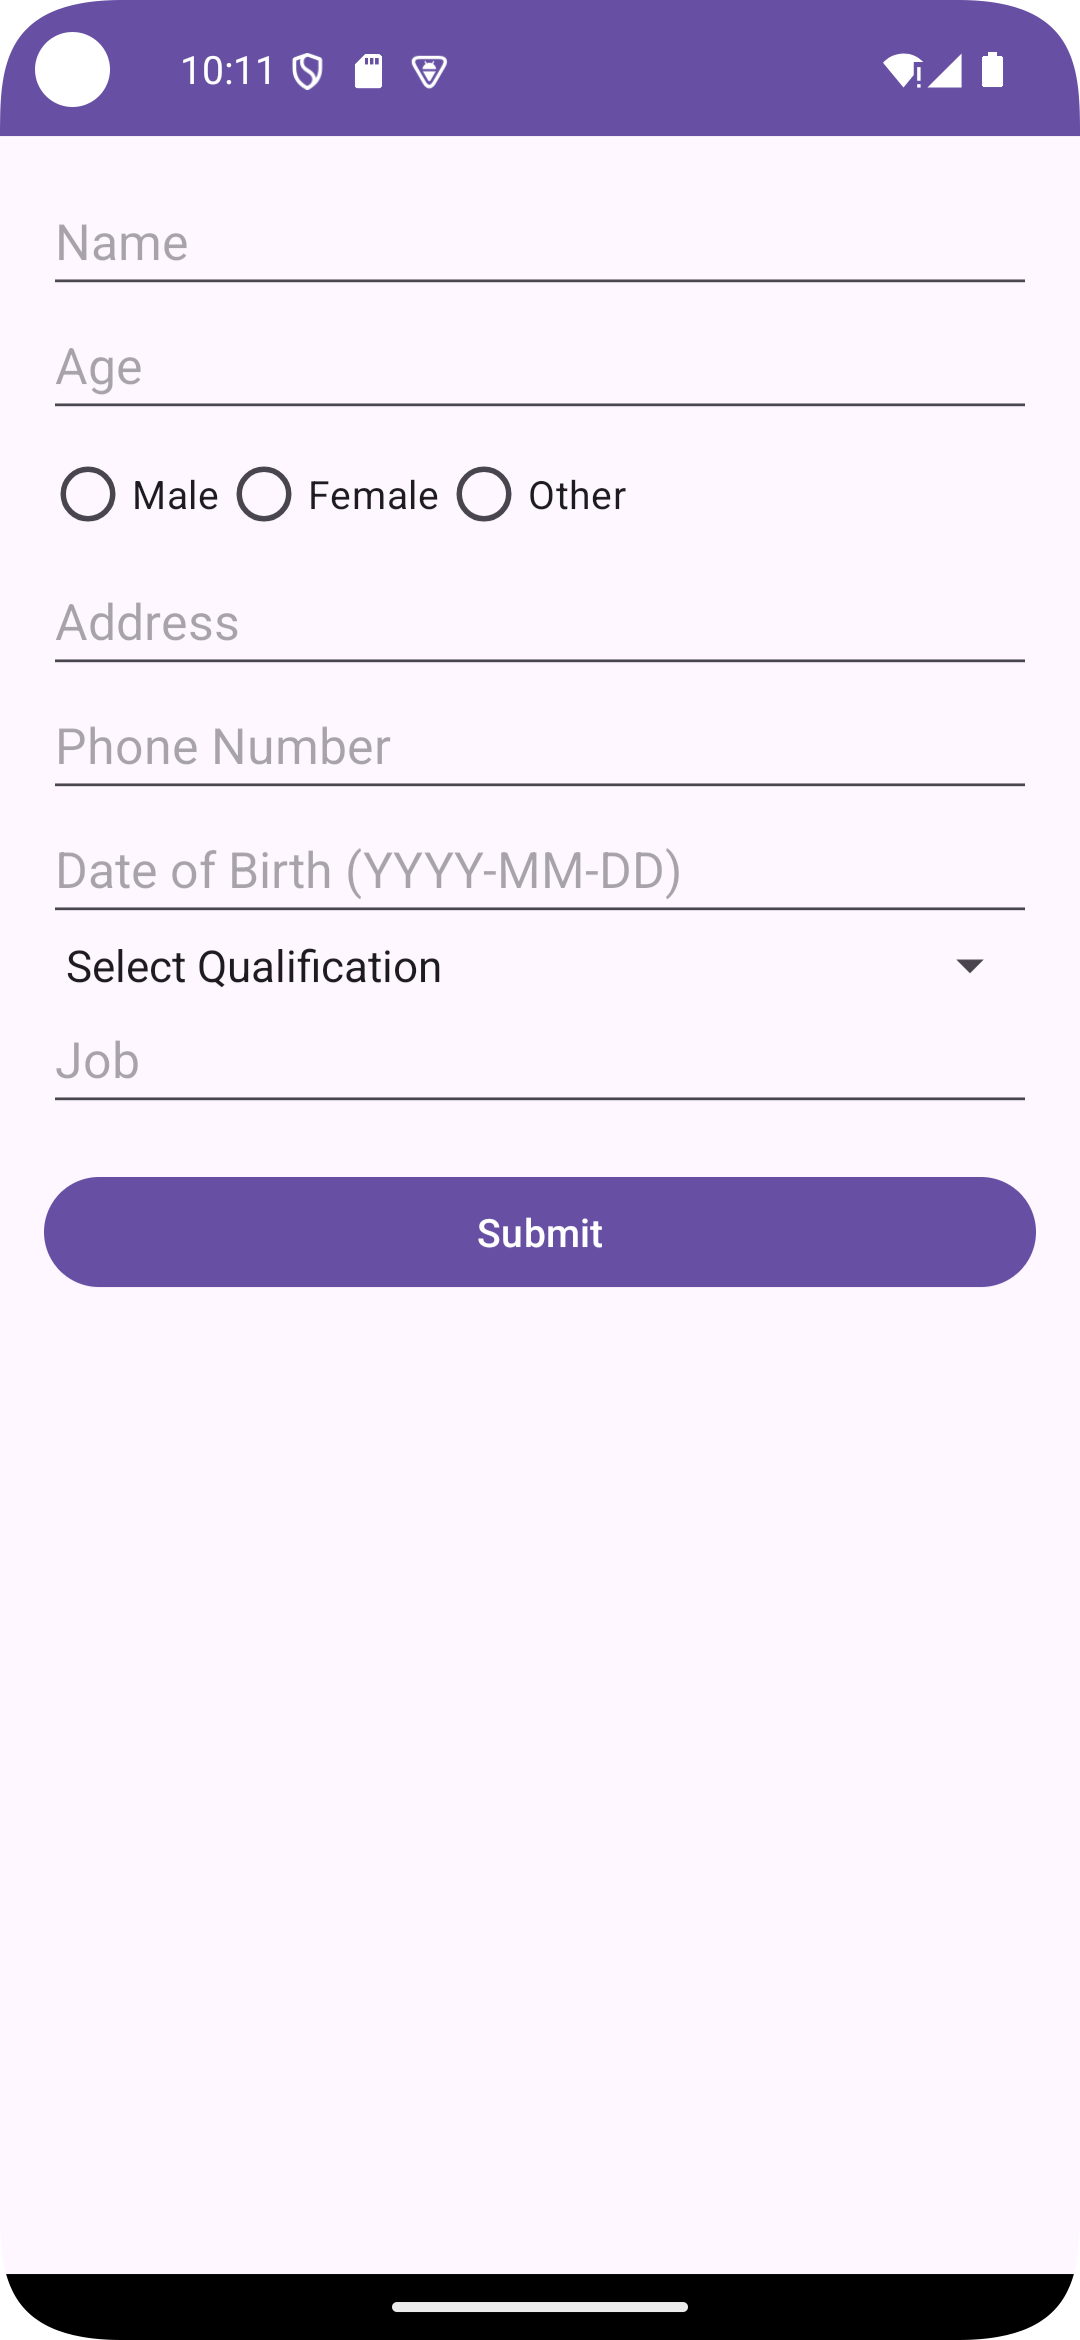 10:11
Name
Age
Male Female Other
Address
Phone Number
Date of Birth (YYYY-MM-DD)
Select Qualification
Job
Submit